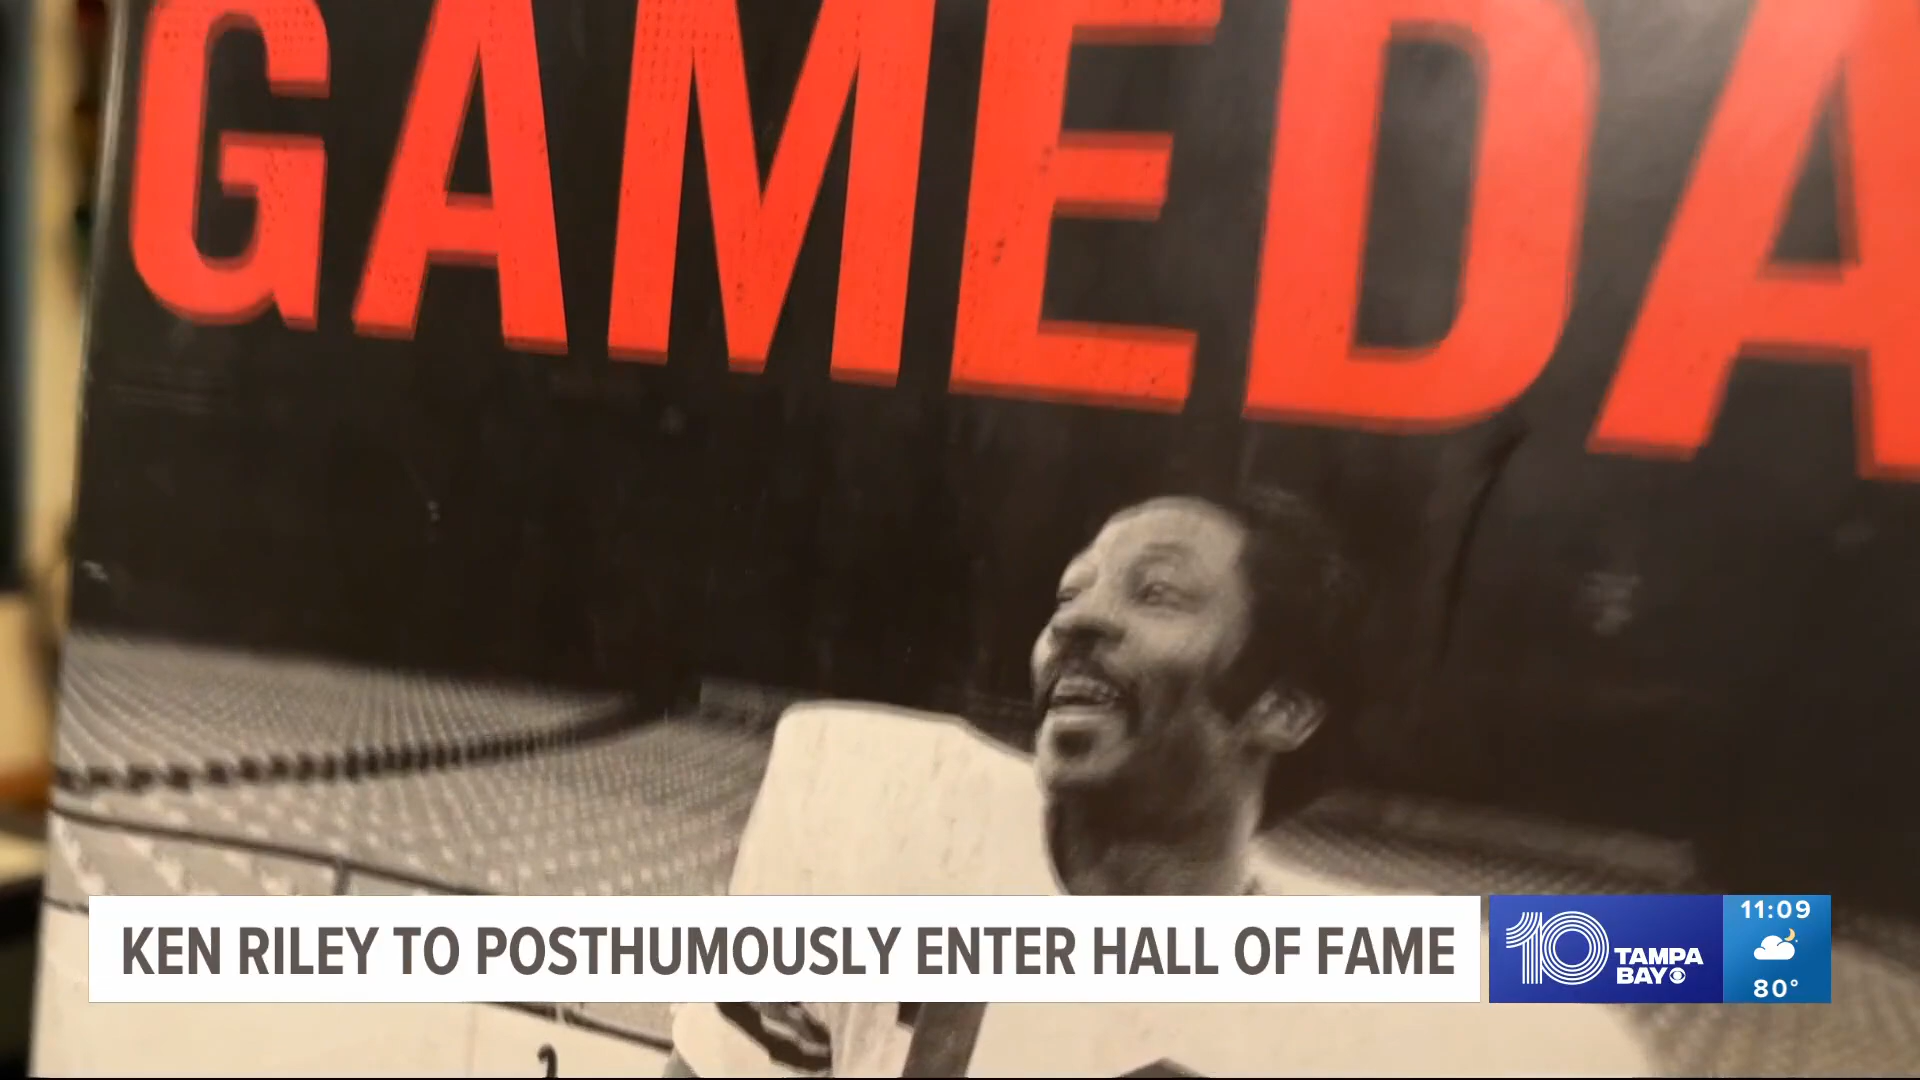 GAMEDA
KEN RILEY TO POSTHUMOUSLY ENTER HALL OF FAME
10 TAMPA
BAY
11:09
80°